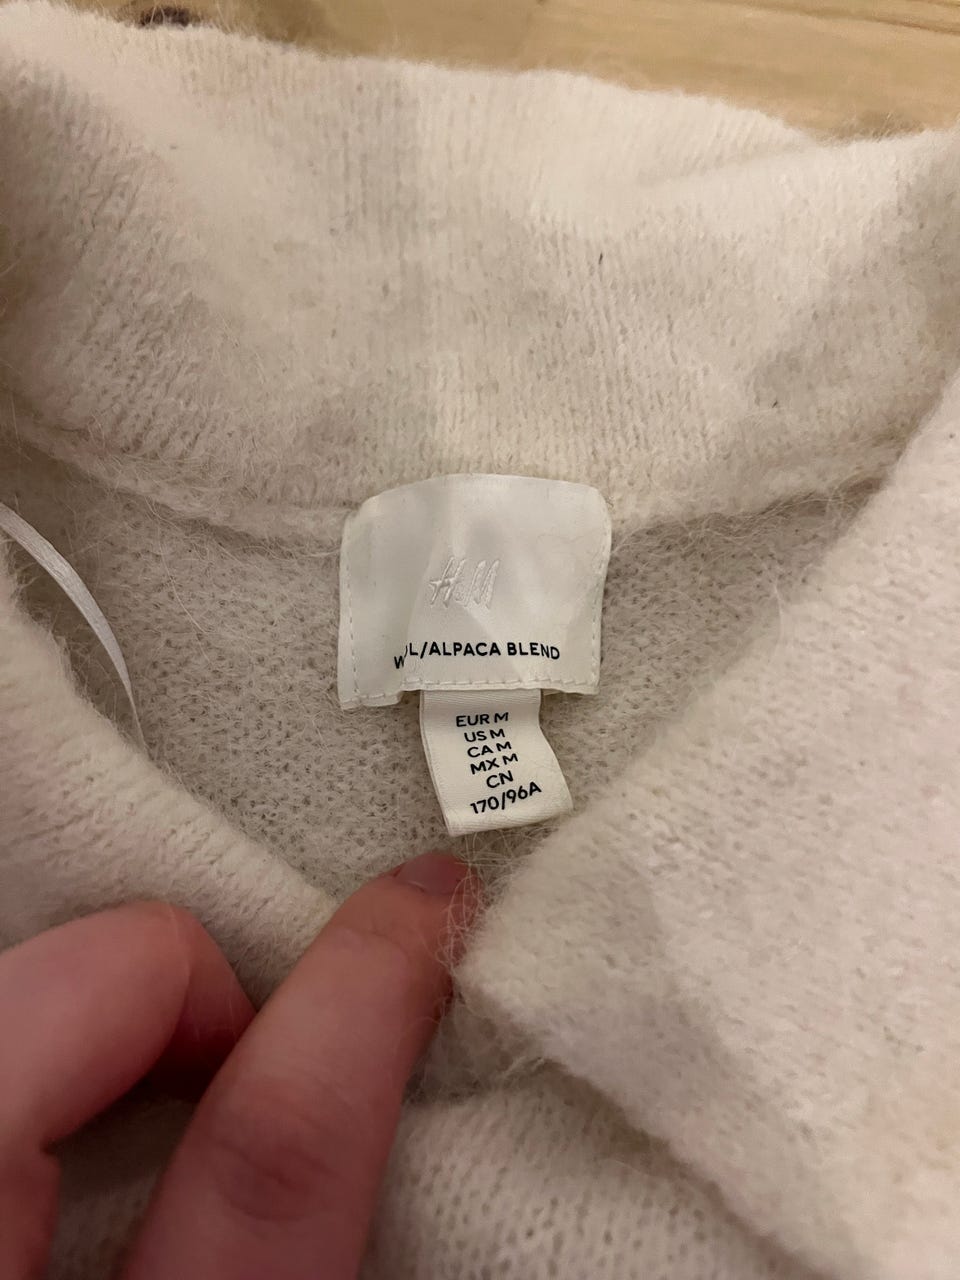 H&M
W L/ALPACA BLEND
EUR M
US M
CA M
MX M
CN
170/96A